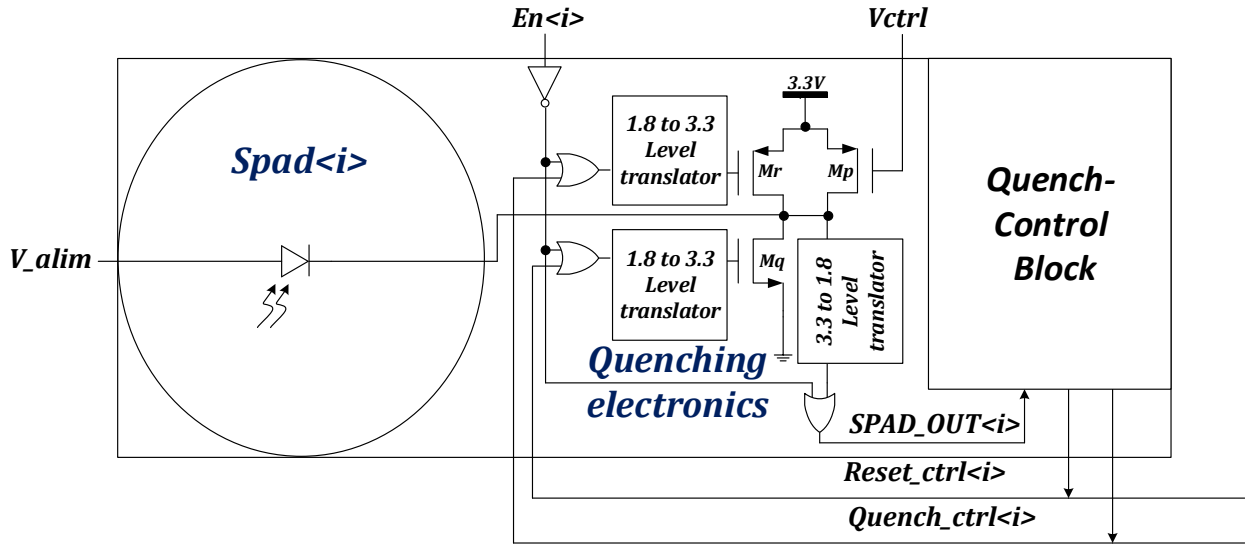 En<i>
Vctrl
3.3V
1.8 to 3.3
Level
translator
Mr
Mp
Spad<i>
Quench-
Control
Block
V_alim
1.8 to 3.3
Level
translator
Mq
3.3 to 1.8
Level
translator
Quenching
electronics
SPAD_OUT<i>
Reset_ctrl<i>
Quench_ctrl<i>